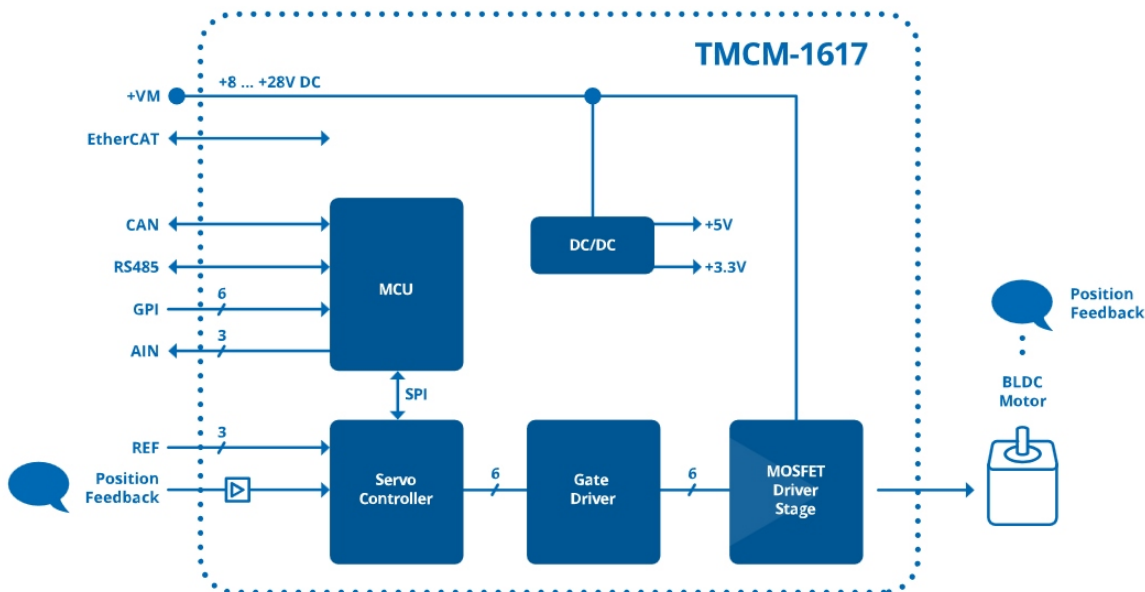 TMCM-1617
+8 ... +28V DC
+VM
EtherCAT
CAN
RS485
6
GPI
3
AIN
MCU
DC/DC
+5V
+3.3V
SPI
3
REF
Position
Feedback
Servo
Controller
6
Gate
Driver
6
MOSFET
Driver
Stage
Position
Feedback
BLDC
Motor